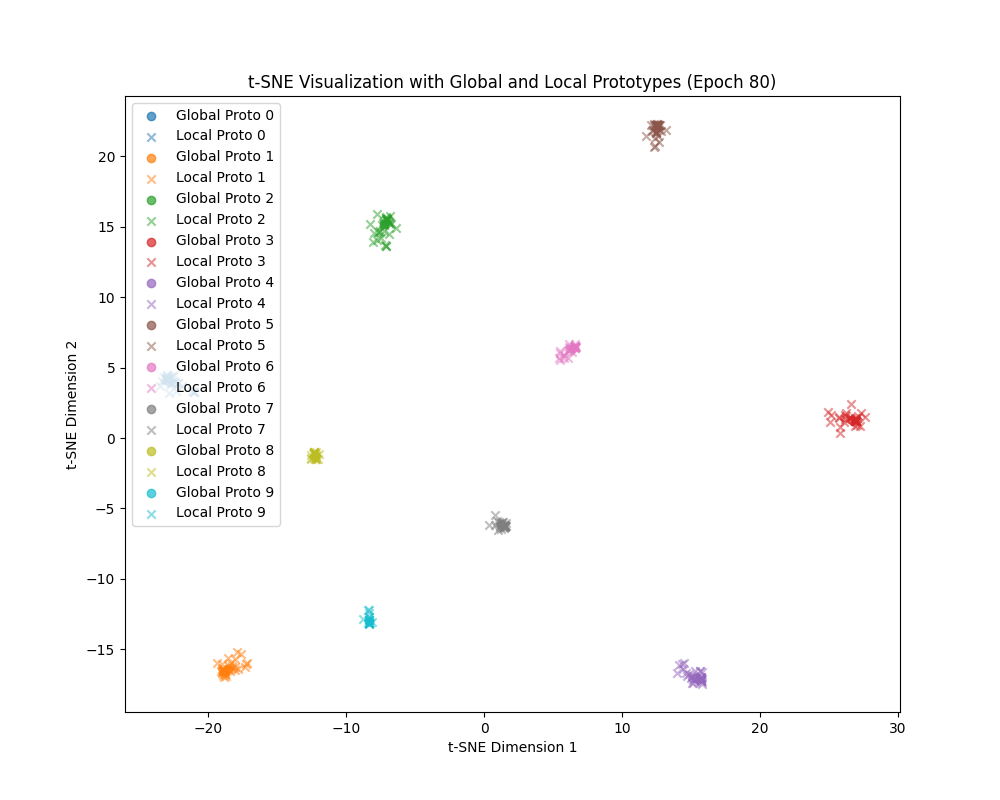 t-SNE Visualization with Global and Local Prototypes (Epoch 80)
Global Proto 0
Local Proto 0
Global Proto 1
Local Proto 1
Global Proto 2
Local Proto 2
Global Proto 3
Local Proto 3
Global Proto 4
Local Proto 4
Global Proto 5
Local Proto 5
Global Proto 6
Local Proto 6
Global Proto 7
Local Proto 7
Global Proto 8
Local Proto 8
Global Proto 9
Local Proto 9
t-SNE Dimension 2
20
15
10
5
0
−5
−10
−15
−20
−10
0
10
20
30
t-SNE Dimension 1